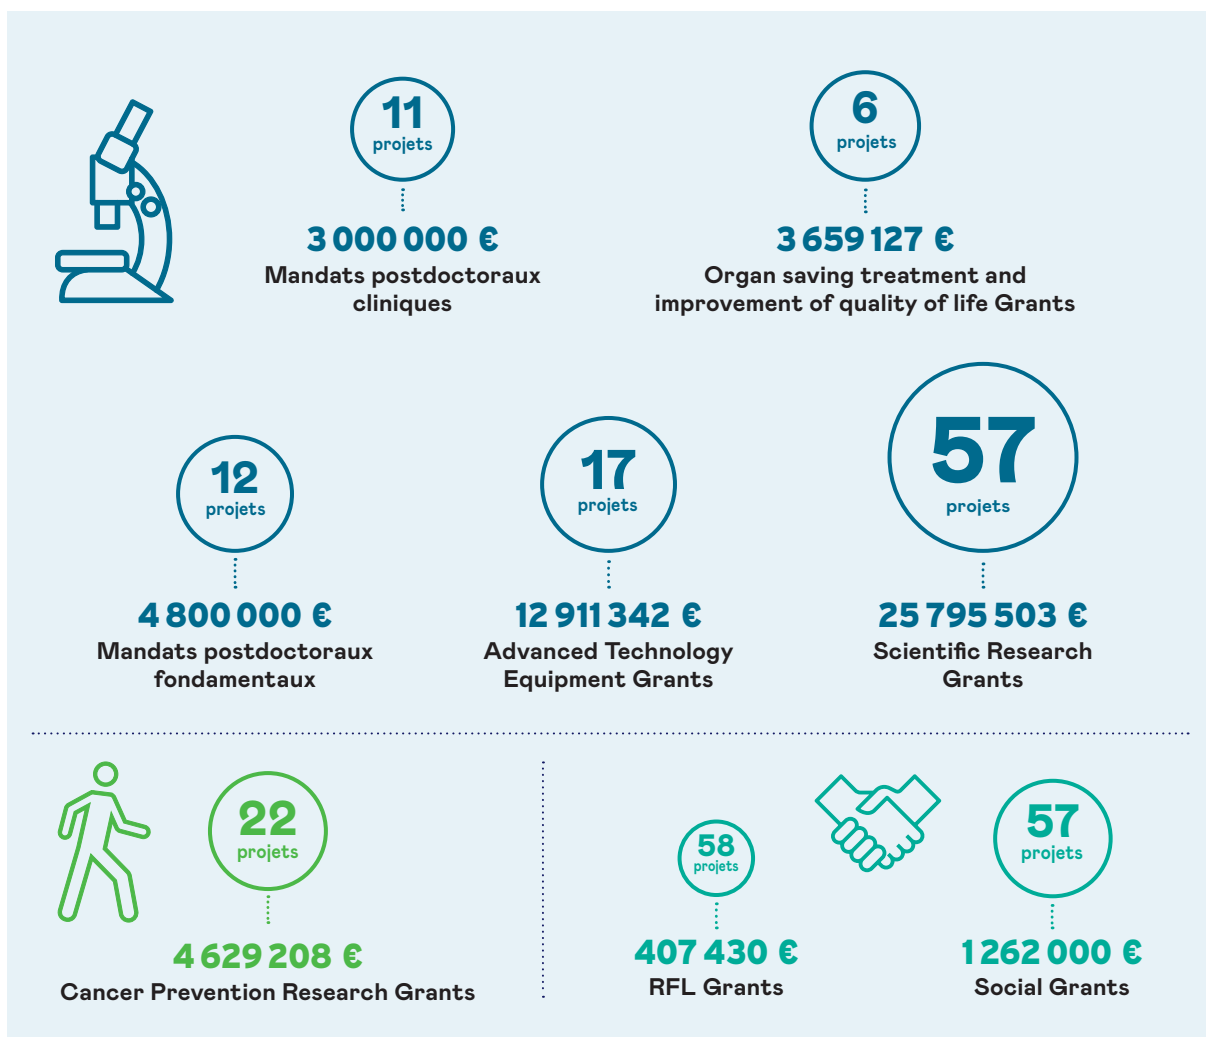 11
projets
3 000 000 €
Mandats postdoctoraux
cliniques
6
projets
3 659 127 €
Organ saving treatment and
improvement of quality of life Grants
12
projets
4 800 000 €
Mandats postdoctoraux
fondamentaux
17
projets
12 911 342 €
Advanced Technology
Equipment Grants
57
projets
25 795 503 €
Scientific Research
Grants
22
projets
4 629 208 €
Cancer Prevention Research Grants
58
projets
407 430 €
RFL Grants
57
projets
1 262 000 €
Social Grants